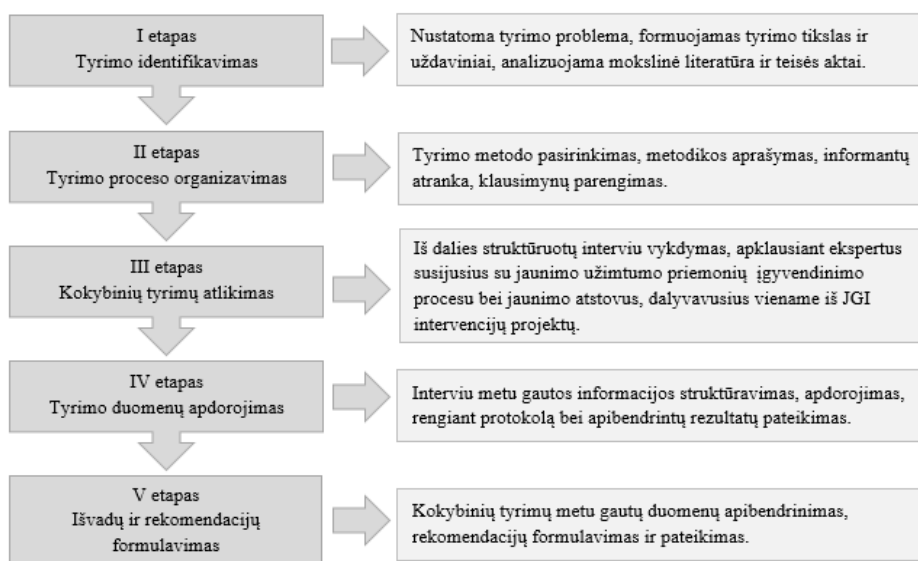 I etapas
Tyrimo identifikavimas
Nustatoma tyrimo problema, formuojamas tyrimo tikslas ir
uždaviniai, analizuojama mokslinė literatūra ir teisės aktai.
II etapas
Tyrimo proceso organizavimas
Tyrimo metodo pasirinkimas, metodikos aprašymas, informantų
atranka, klausimynų parengimas.
III etapas
Kokybinių tyrimų atlikimas
Iš dalies struktūruotų interviu vykdymas, apklausiant ekspertus
susijusius su jaunimo užimtumo priemonių įgyvendinimo
procesu bei jaunimo atstovus, dalyvavusius viename iš JGI
intervencijų projektų.
IV etapas
Tyrimo duomenų apdorojimas
Interviu metu gautos informacijos struktūravimas, apdorojimas,
rengiant protokolą bei apibendrintų rezultatų pateikimas.
V etapas
Išvadų ir rekomendacijų
formulavimas
Kokybinių tyrimų metu gautų duomenų apibendrinimas,
rekomendacijų formulavimas ir pateikimas.